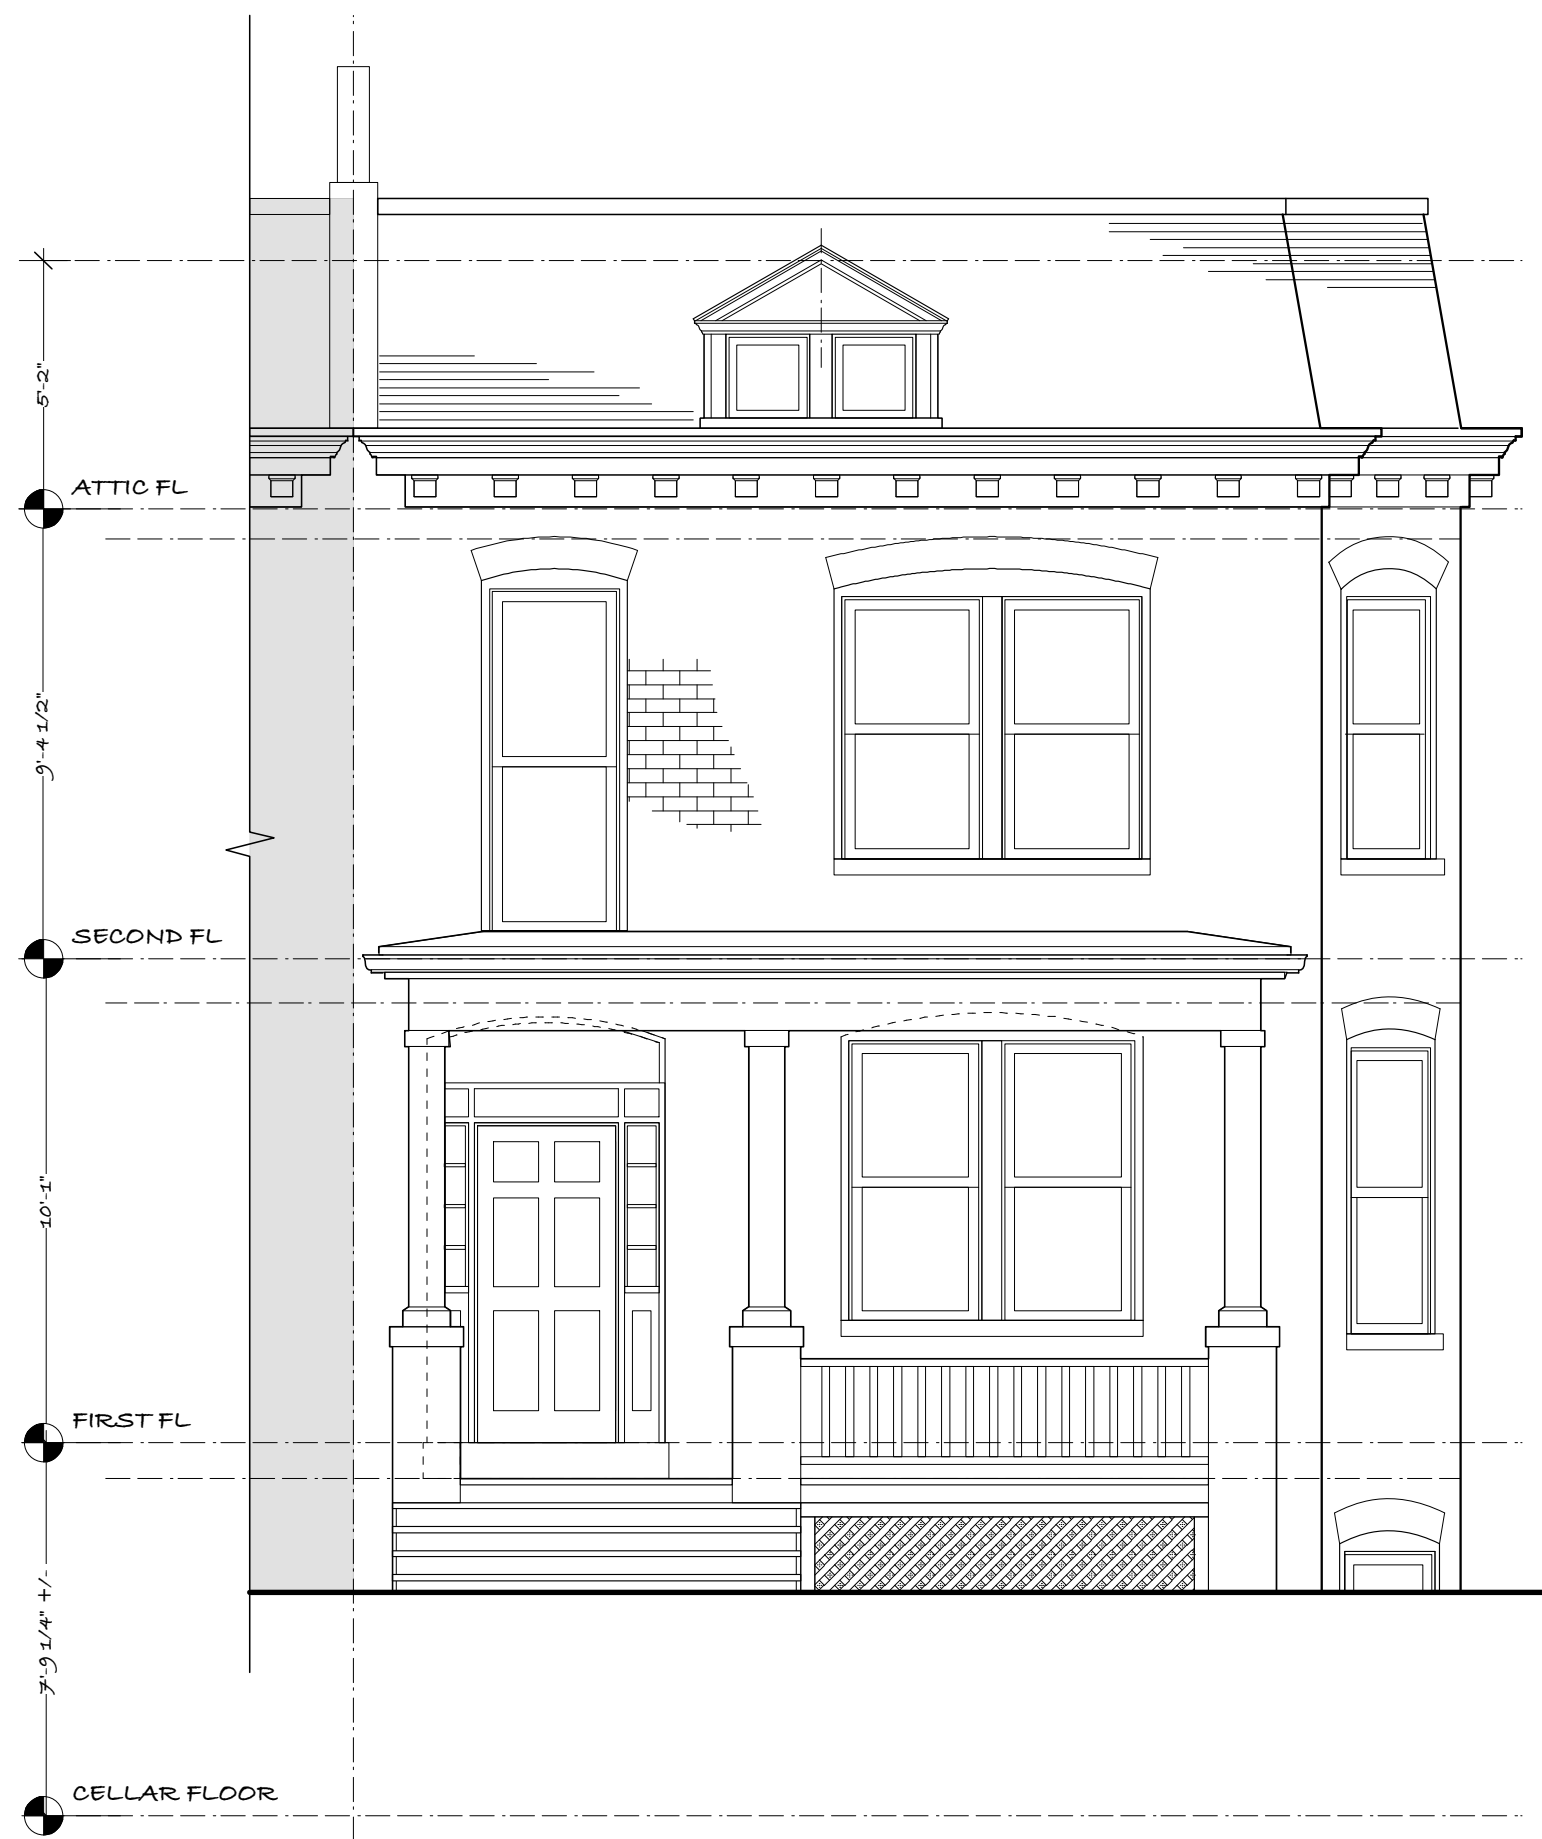 5'-2"
ATTIC FL
9'-4 1/2"
SECOND FL
10'-1"
FIRST FL
7'-9 1/4" +/-
CELLAR FLOOR